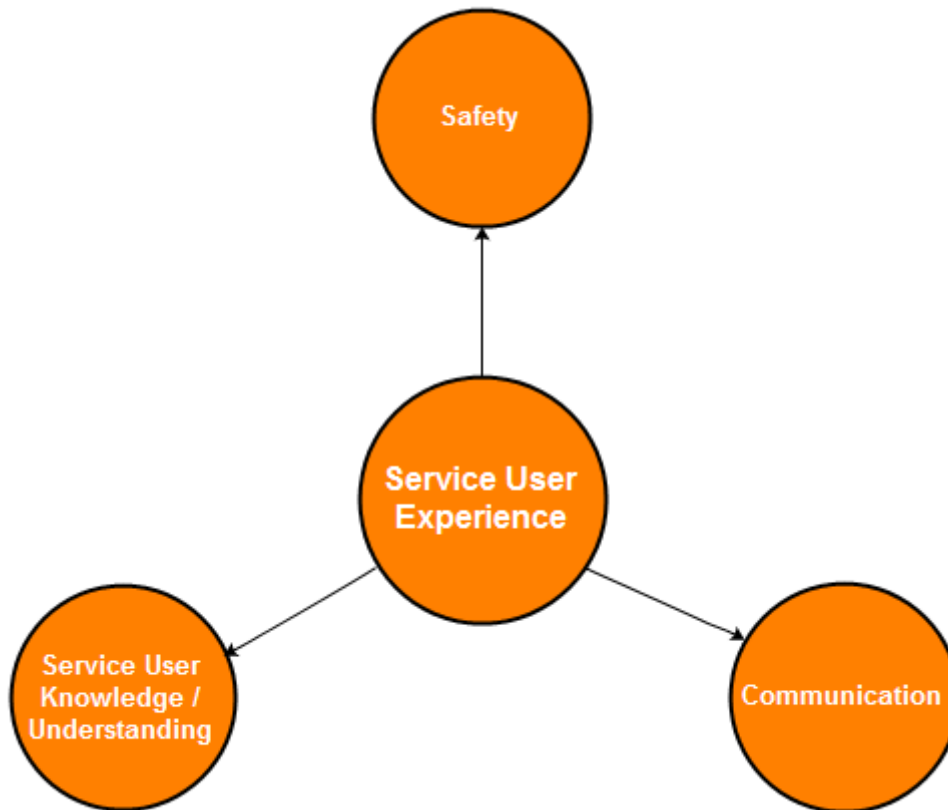 Safety
Service User
Experience
Service User
Knowledge /
Understanding
Communication